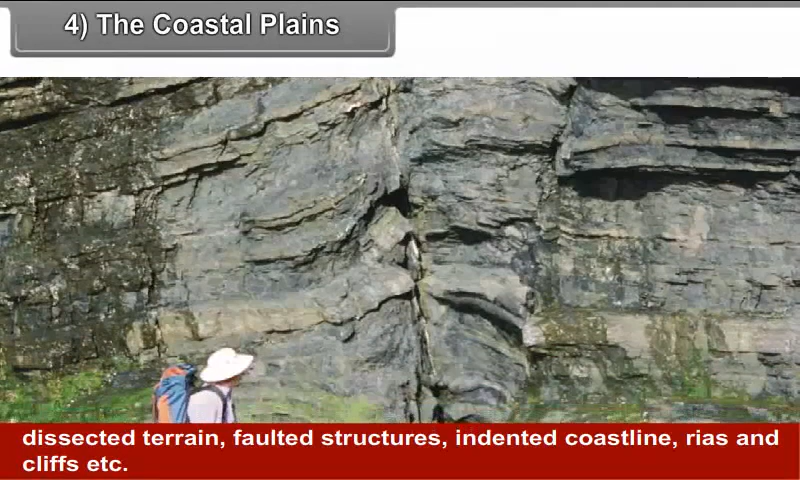 4) The Coastal Plains
dissected terrain, faulted structures, indented coastline, rias and
cliffs etc.